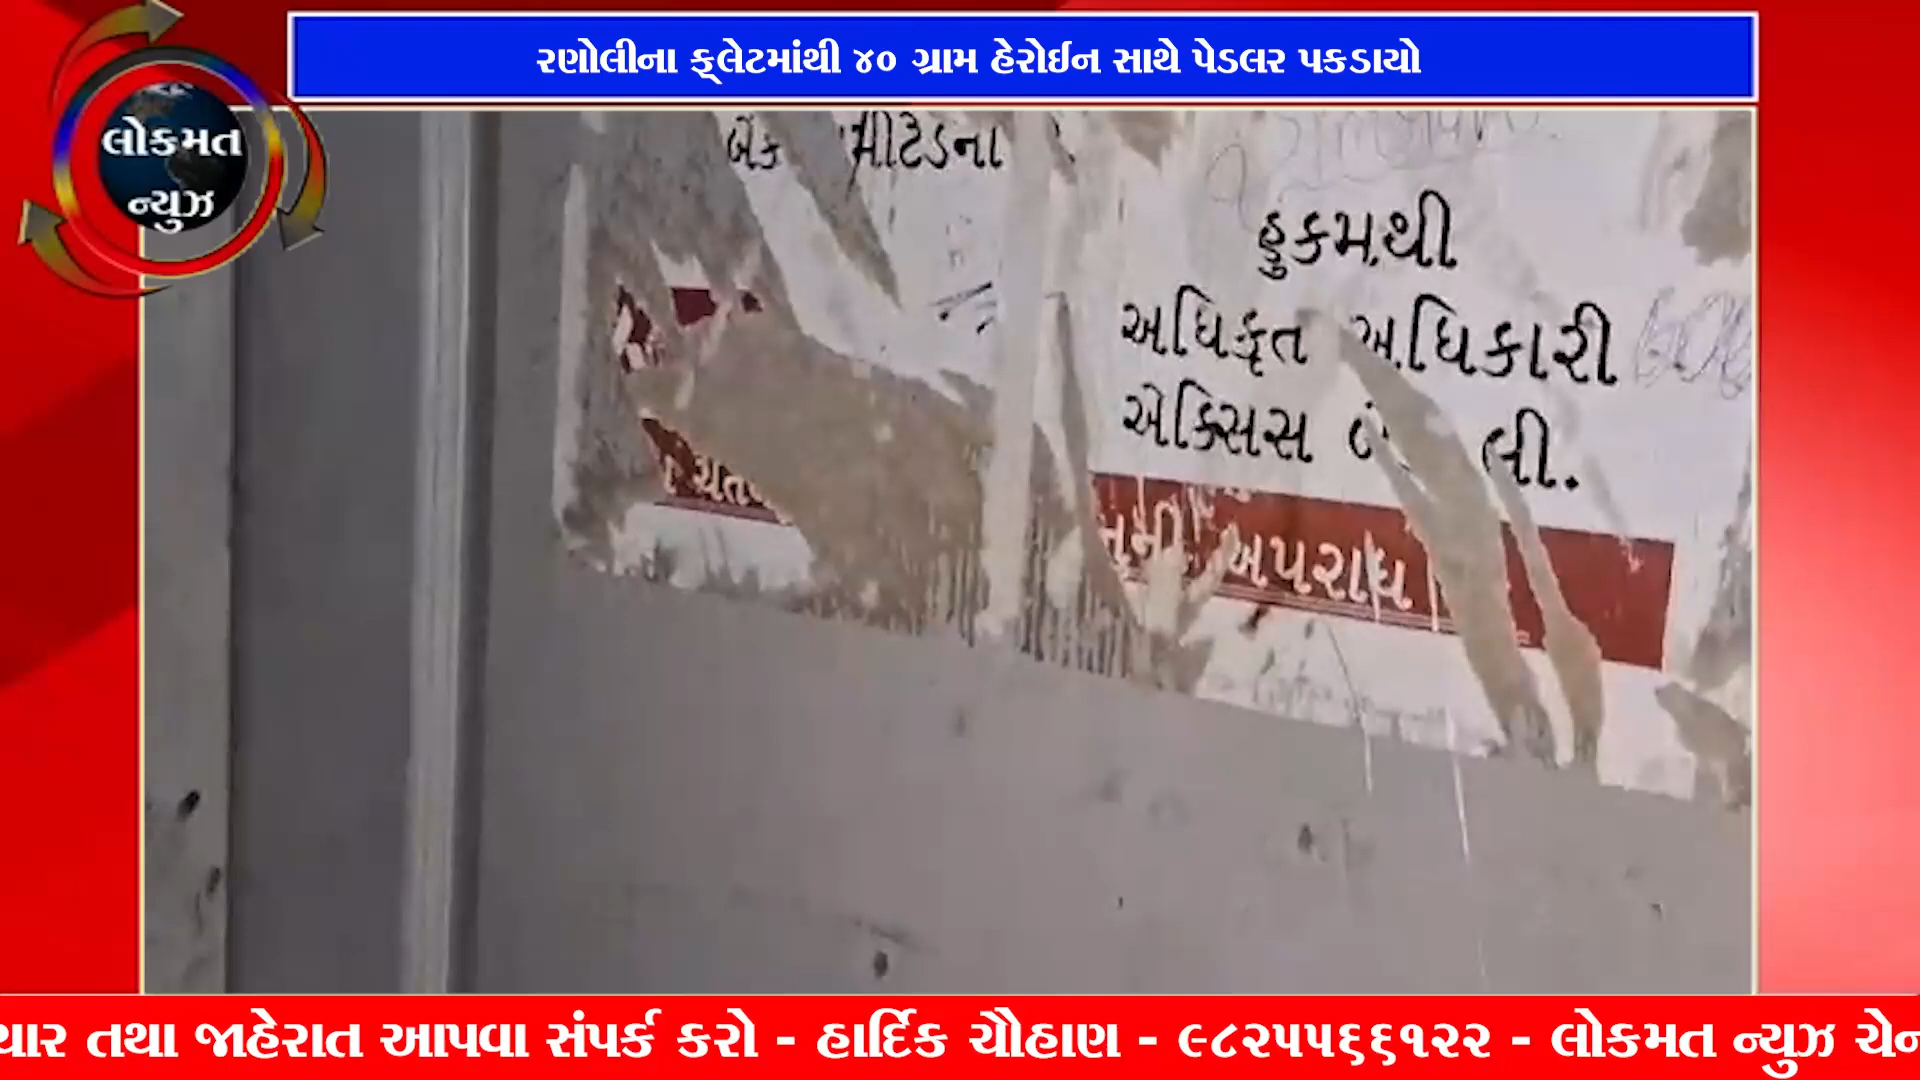 રણોલીના ફ્લેટમાંથી ૪૦ ગ્રામ હેરોઈન સાથે પેડલર પકડાયો
લોકમત
ન્યુઝ
બેંક મીટેડના
હુકમથી
અધિકૃત અધિકારી
એક્સિસ લી.
અપરાધ
તથા જાહેરાત આપવા સંપર્ક કરો - હાર્દિક ચૌહાણ - ૯૮૨૫૫૬૬૧૨૨ - લોકમત ન્યુઝ ચેન